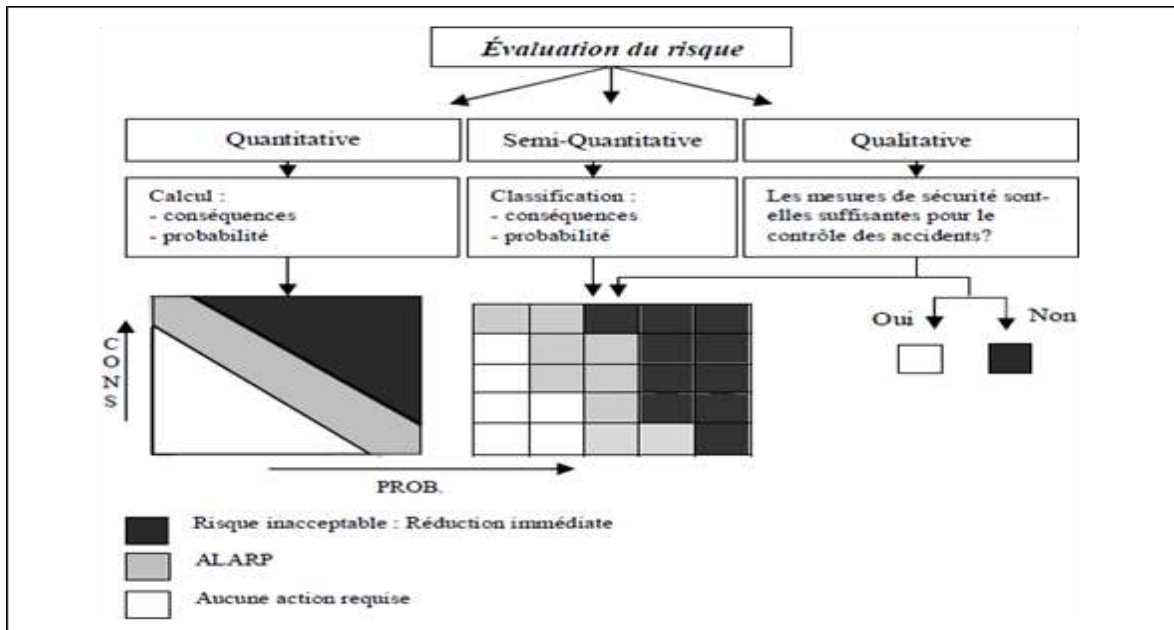 Évaluation du risque
Quantitative
Semi-Quantitative
Qualitative
Calcul :
- conséquences
- probabilité
Classification :
- conséquences
- probabilité
Les mesures de sécurité sont-
elles suffisantes pour le
contrôle des accidents?
Oui
Non
CONS
PROB.
Risque inacceptable : Réduction immédiate
ALARP
Aucune action requise